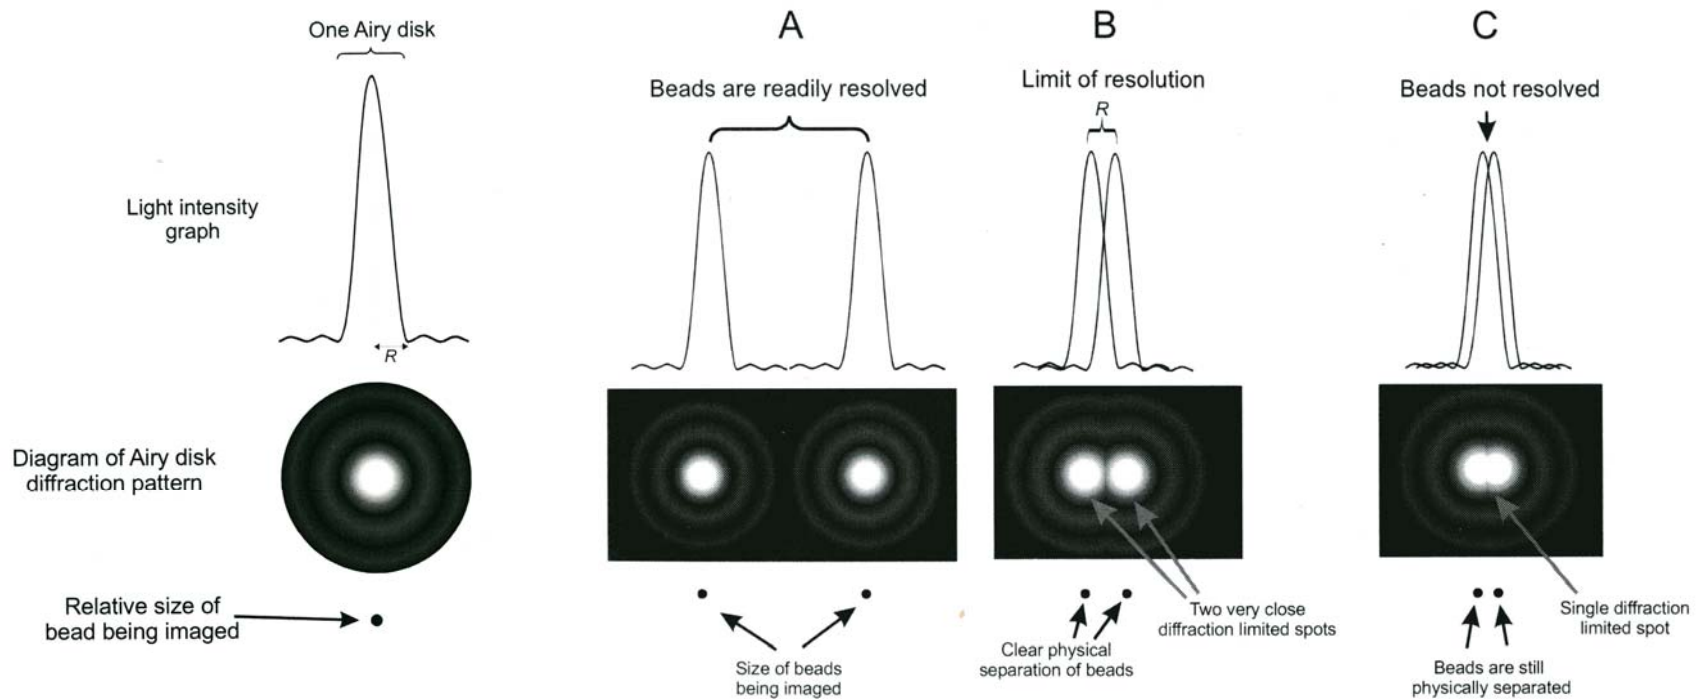 One Airy disk
Light intensity
graph
R
Diagram of Airy disk
diffraction pattern
Relative size of
bead being imaged
A
Beads are readily resolved
Size of beads
being imaged
B
Limit of resolution
R
Two very close
diffraction limited spots
Clear physical
separation of beads
C
Beads not resolved
Single diffraction
limited spot
Beads are still
physically separated